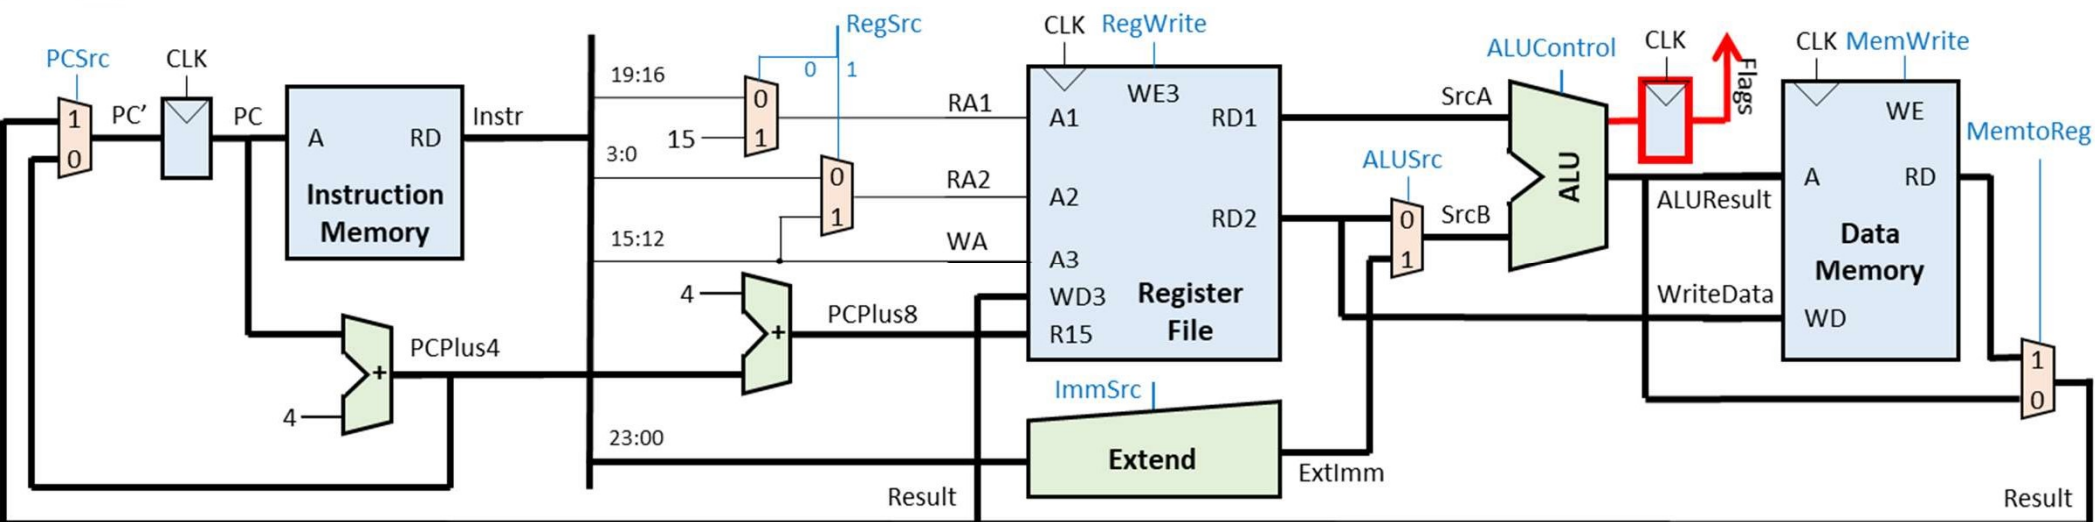 PCSrc
1
0
PC’
CLK
PC
A
RD
Instruction
Memory
Instr
4
+
PCPlus4
19:16
15
3:0
15:12
23:00
RegSrc
0
1
0
1
0
1
4
+
PCPlus8
RA1
RA2
WA
CLK
RegWrite
WE3
A1
RD1
A2
RD2
A3
WD3
R15
Register
File
ImmSrc
Extend
ExtImm
Result
SrcA
ALUSrc
0
1
SrcB
ALUControl
ALU
CLK
Flags
ALUResult
WriteData
CLK
MemWrite
WE
A
RD
Data
Memory
WD
MemtoReg
1
0
Result